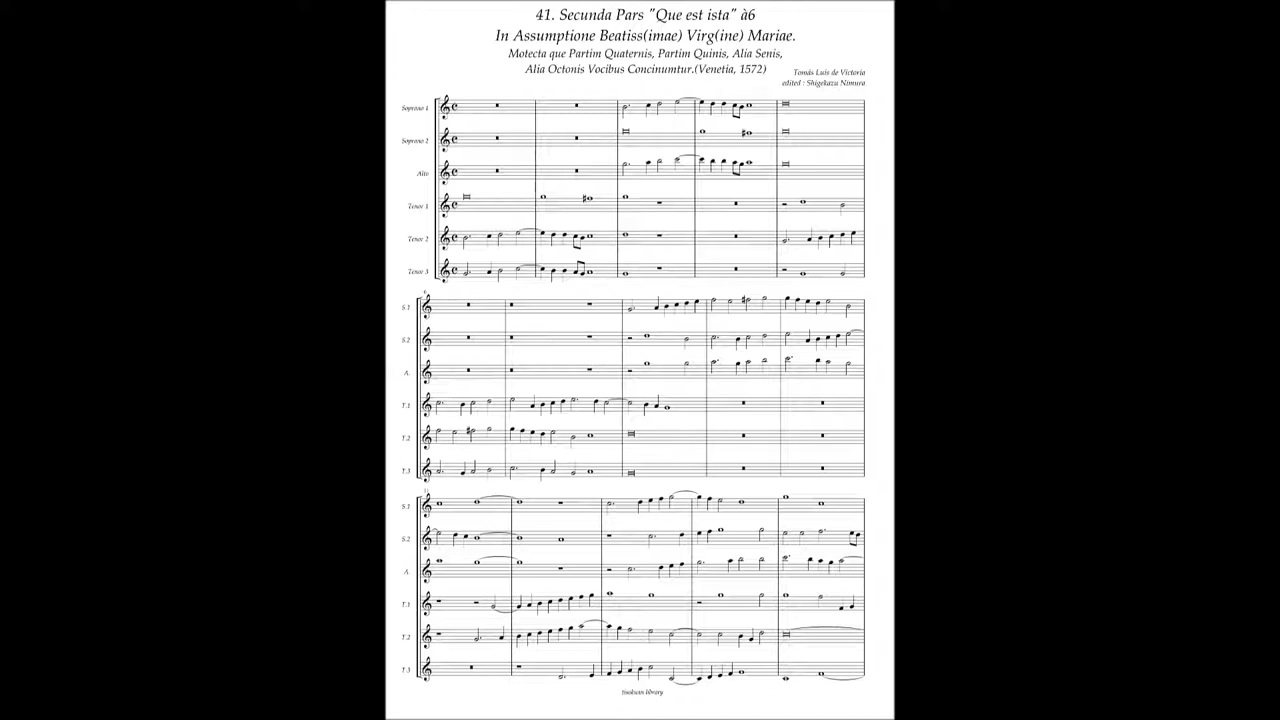 41. Secunda Pars "Que est ista" à6
In Assumptione Beatiss(imae) Virg(ine) Mariae.
Motecta que Partim Quaternis, Partim Quinis, Alia Senis,
Alia Octonis Vocibus Concinumtur.(Venetia, 1572)
Tomás Luis de Victoria
edited : Shigekazu Nimura
Soprano 1
Soprano 2
Alto
Tenor 1
Tenor 2
Tenor 3
6
S.1
S.2
A.
T.1
T.2
T.3
11
S.1
S.2
A.
T.1
T.2
T.3